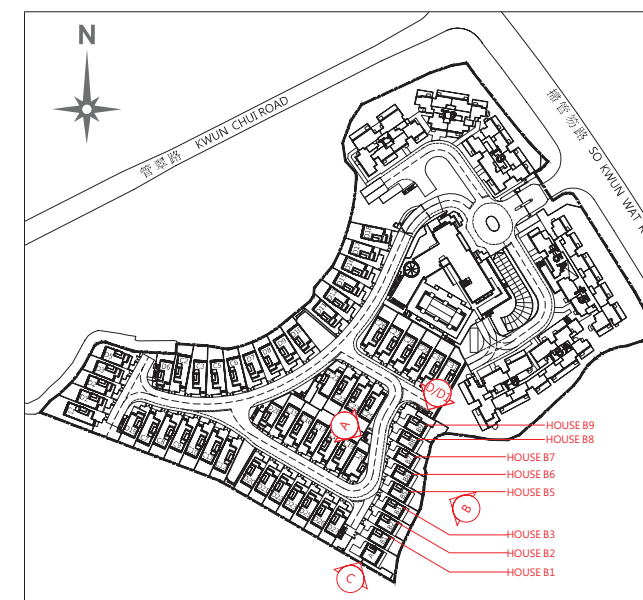 N
管翠路 KWUN CHUI ROAD
掃管笏路 SO KWUN WAT R
D/D1
A
HOUSE B9
HOUSE B8
HOUSE B7
HOUSE B6
HOUSE B5
B
HOUSE B3
HOUSE B2
HOUSE B1
C